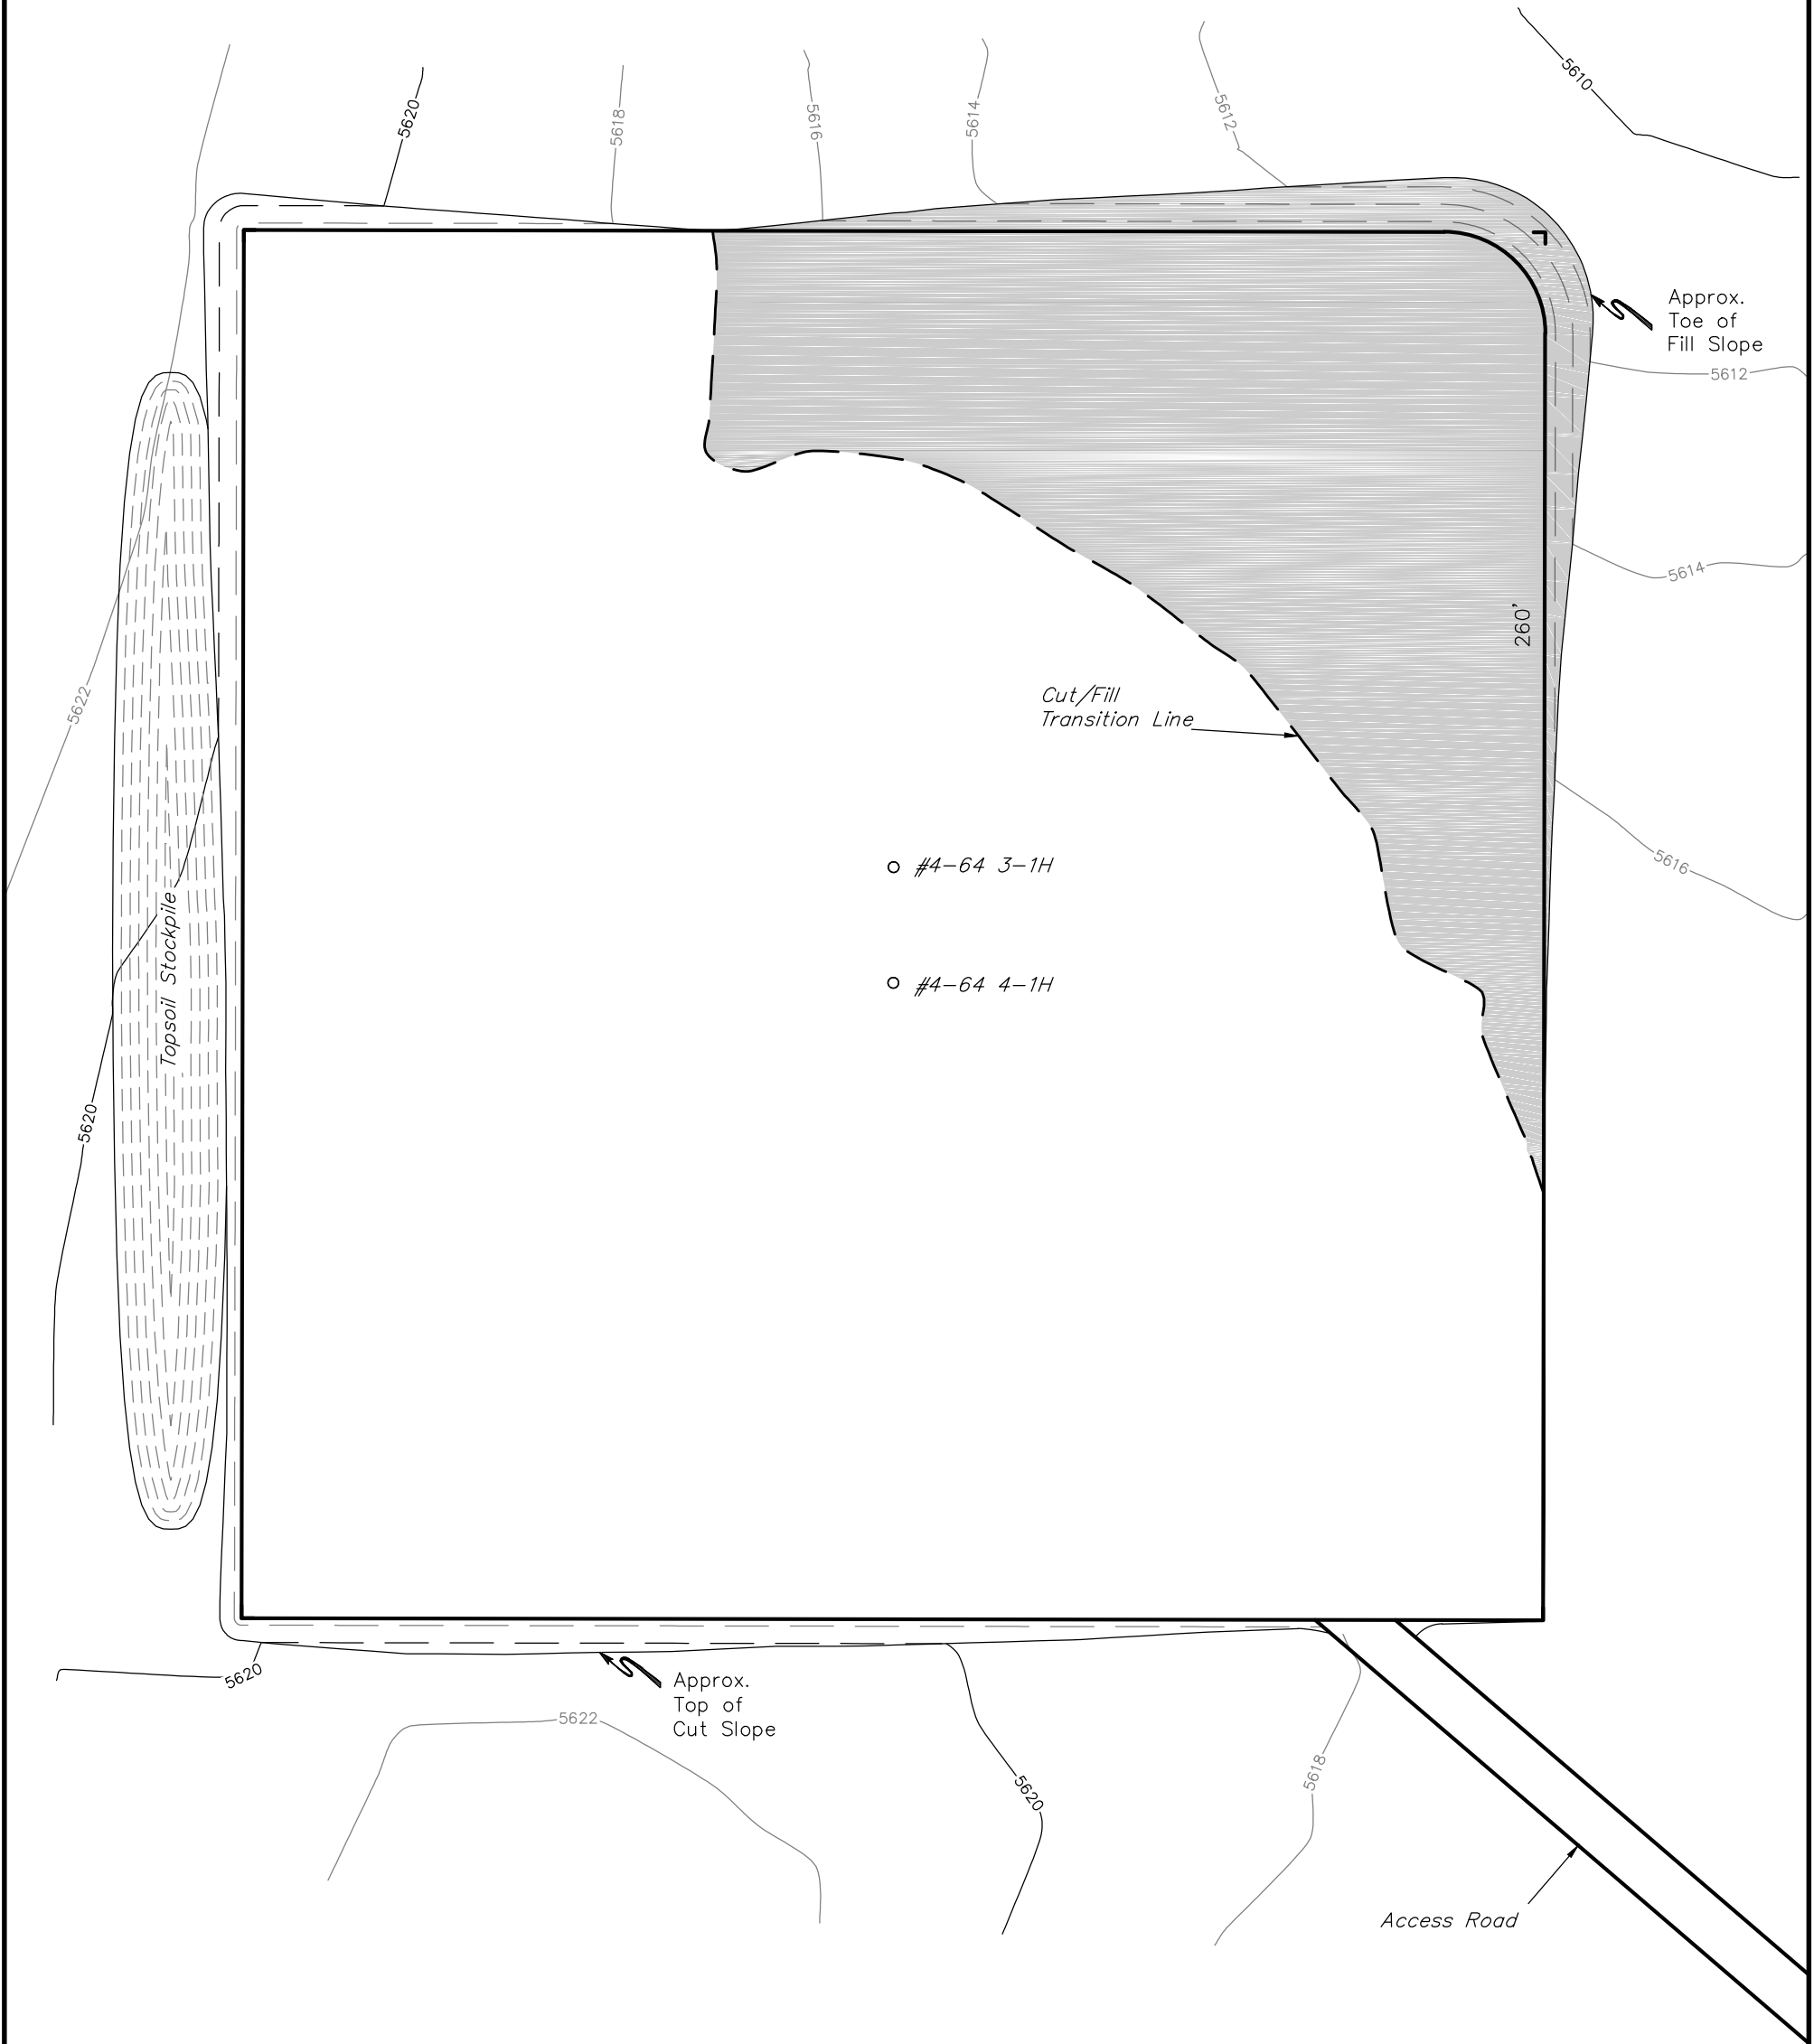 5610
5620
5618
5616
5614
5612
Approx.
Toe of
Fill Slope
5612
5614
260'
5622
Cut/Fill
Transition Line
5616
#4-64 3-1H
Topsoil Stockpile
#4-64 4-1H
5620
5620
Approx.
Top of
Cut Slope
5622
5618
5620
Access Road